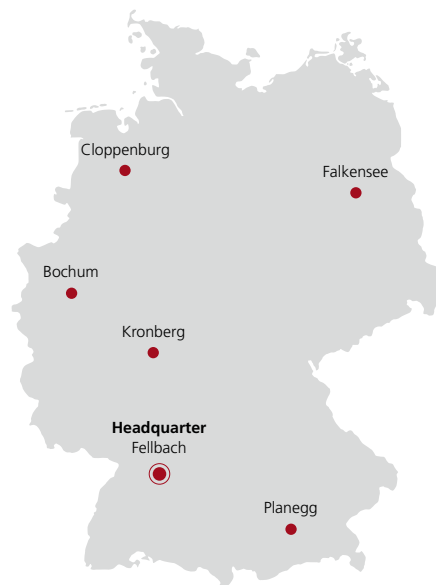 Cloppenburg
Falkensee
Bochum
Kronberg
Headquarter
Fellbach
Planegg